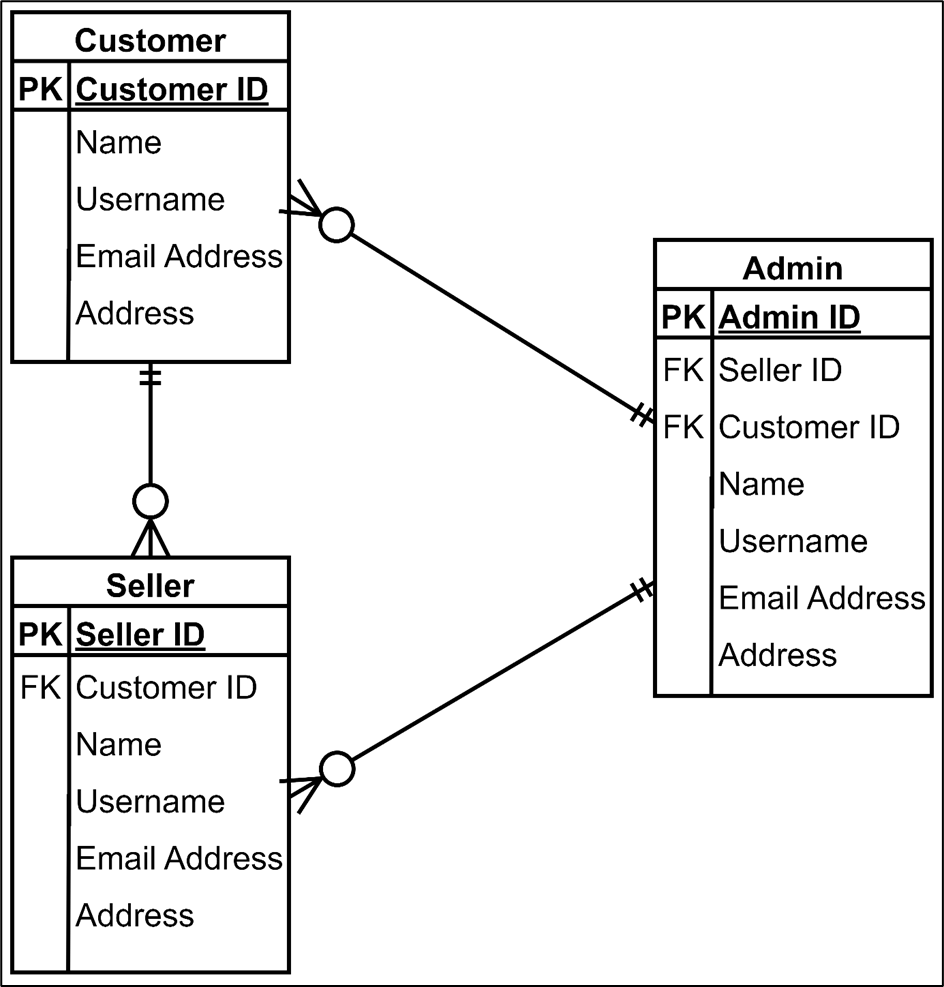 Customer
PK Customer ID
Name
Username
Email Address
Address
Admin
PK Admin ID
FK Seller ID
FK Customer ID
Name
Username
Email Address
Address
Seller
PK Seller ID
FK Customer ID
Name
Username
Email Address
Address